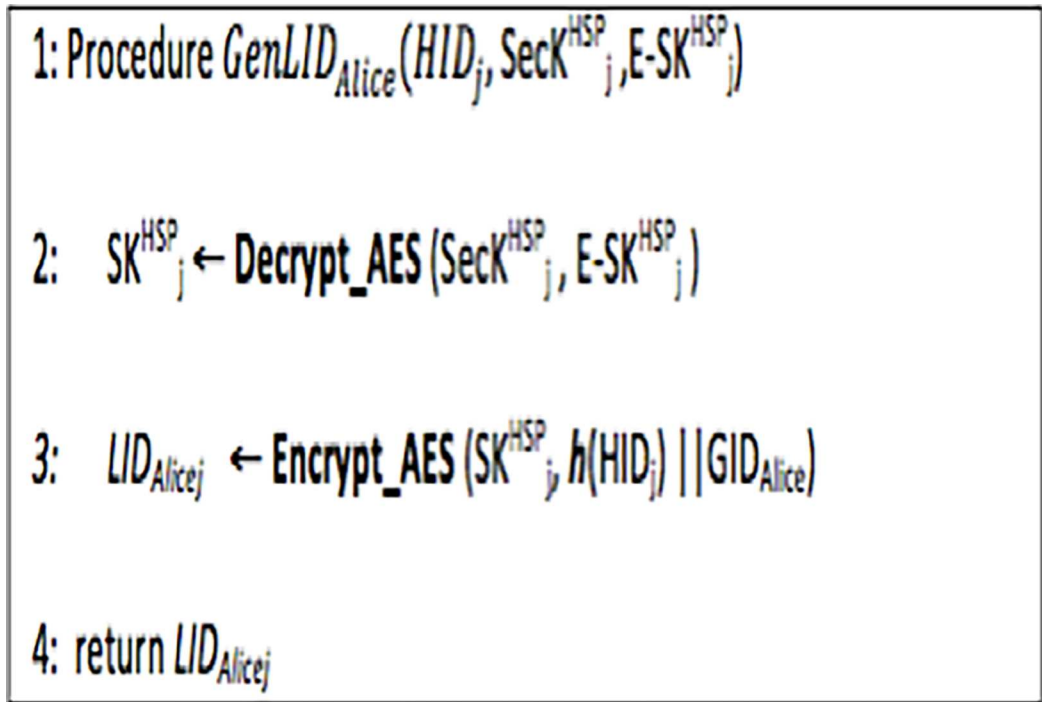 1: Procedure GenLID_Alice(HID_j, SecK^HSP_j ,E-SK^HSP_j)
2: SK^HSP_j ← Decrypt_AES (SecK^HSP_j , E-SK^HSP_j )
3: LID_Alicej ← Encrypt_AES (SK^HSP_j, h(HID_j) ||GID_Alice)
4: return LID_Alicej